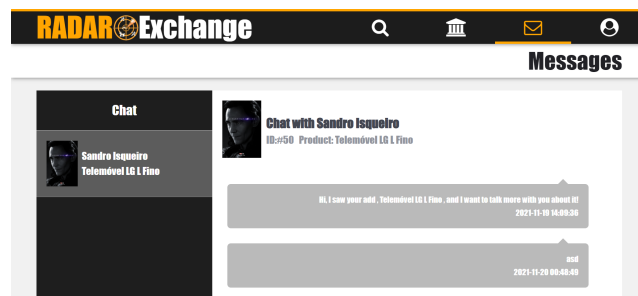 RADAR Exchange
Messages
Chat
Sandro Isqueiro
Telemóvel LG L Fino
Chat with Sandro Isqueiro
ID:#50 Product: Telemóvel LG L Fino
Hi, I saw your add , Telemóvel LG L Fino , and I want to talk more with you about it!
2021-11-19 14:09:36
asd
2021-11-20 00:48:49